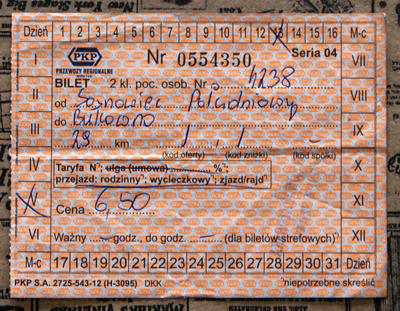 Dzień 1 2 3 4 5 6 7 8 9 10 11 12 13 14 15 16 M-c
I PKP Nr 0554350 Seria 04 VII
PRZEWOZY REGIONALNE
BILET 2 kl. poc. osob. Nr 4238
II od Sosnowiec Południowy VIII
do Bukowno
III 29 km 1 / 1 / – IX
(kod oferty) (kod zniżki) (kod spółki)
IV Taryfa N*; ulga (umowa) %*; X
przejazd: rodzinny*; wycieczkowy*; zjazd/rajd*
V Cena 6,50 XI
VI Ważny godz., do godz. (dla biletów strefowych*) XII
M-c 17 18 19 20 21 22 23 24 25 26 27 28 29 30 31 Dzień
PKP S.A. 2725-543-12 (H-3095) DKK *niepotrzebne skreślić